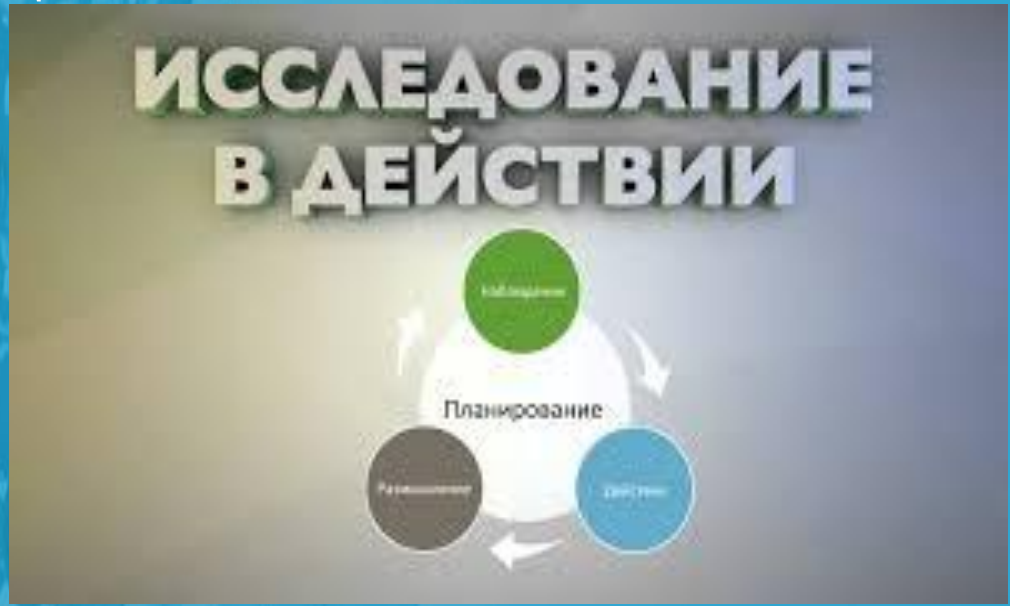 ИССЛЕДОВАНИЕ
В ДЕЙСТВИИ
Наблюдение
Планирование
Размышление
Действие